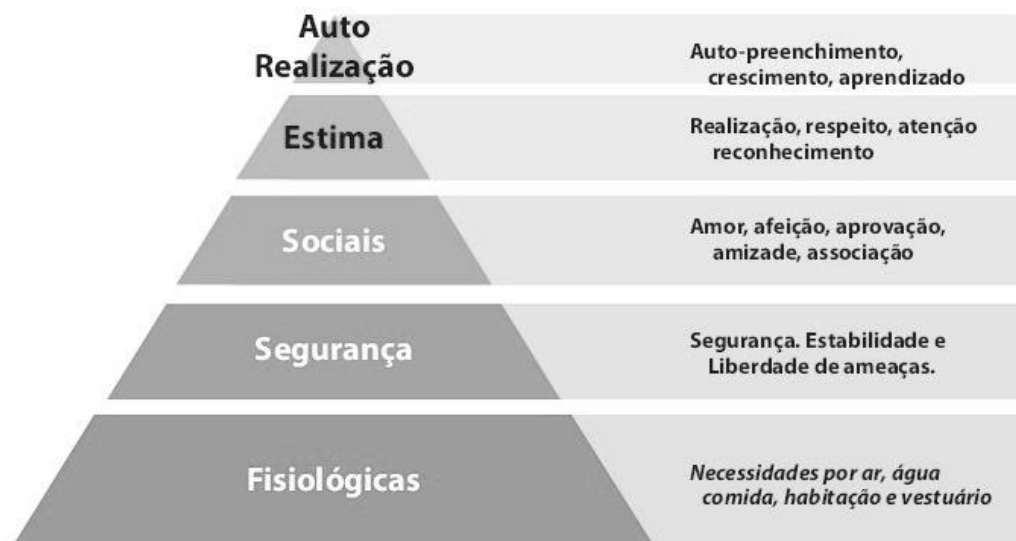 Auto
Realização
Auto-preenchimento,
crescimento, aprendizado
Estima
Realização, respeito, atenção
reconhecimento
Sociais
Amor, afeição, aprovação,
amizade, associação
Segurança
Segurança. Estabilidade e
Liberdade de ameaças.
Fisiológicas
Necessidades por ar, água
comida, habitação e vestuário